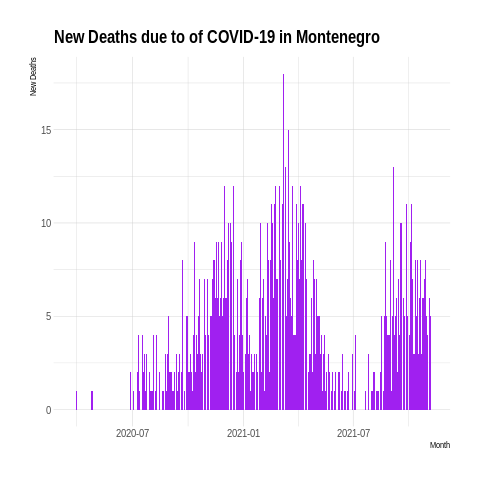 New Deaths due to of COVID-19 in Montenegro
New Deaths
15
10
5
0
2020-07
2021-01
2021-07
Month